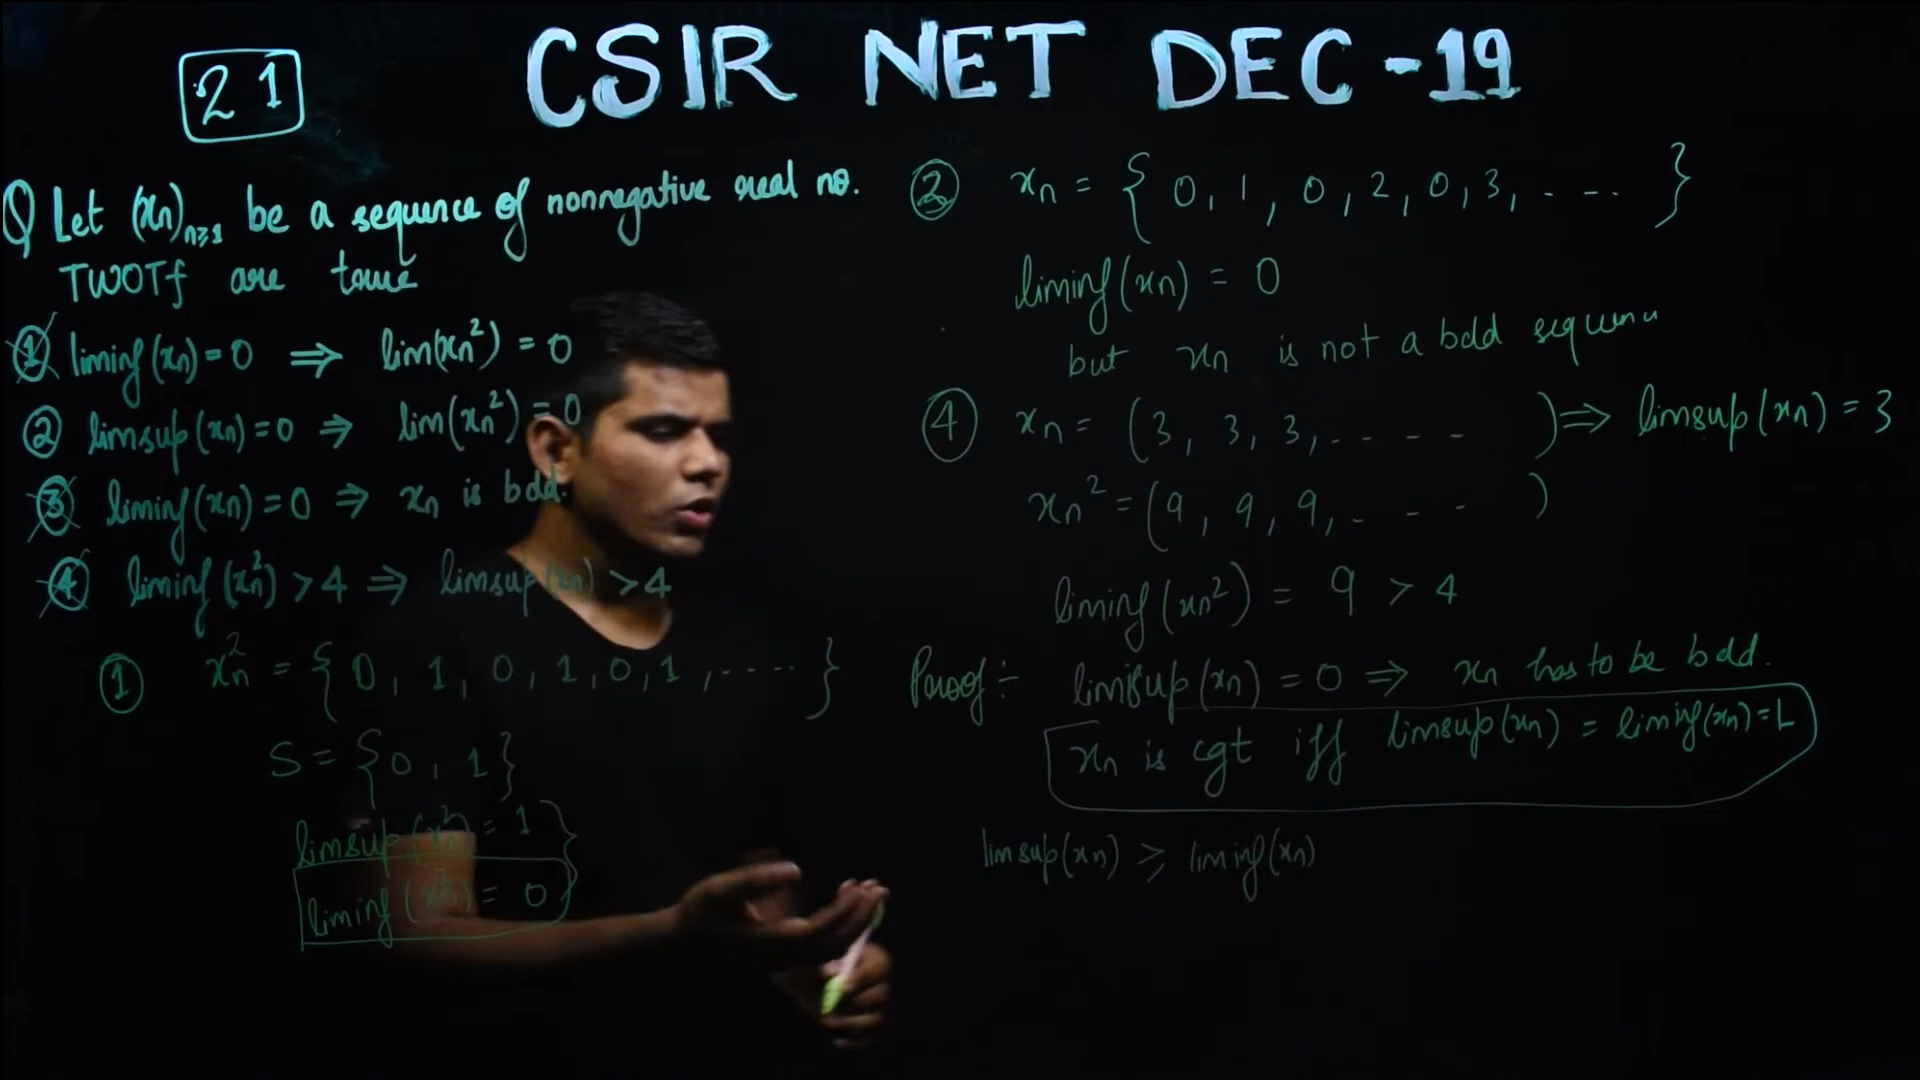 21
CSIR NET DEC -19
Q Let (xn)n≥1 be a sequence of nonnegative real no.
TWOTf are true
① liminf(xn) = 0 ⇒ lim(xn²) = 0
② limsup(xn) = 0 ⇒ lim(xn²) = 0
③ liminf(xn) = 0 ⇒ xn is bdd.
④ liminf(xn²) > 4 ⇒ limsup(xn) > 4
① xn² = { 0, 1, 0, 1, 0, 1, ..... }
S = { 0, 1 }
limsup(xn²) = 1
liminf(xn²) = 0
② xn = { 0, 1, 0, 2, 0, 3, .... }
liminf(xn) = 0
but xn is not a bdd sequence
④ xn = (3, 3, 3, ---- ) ⇒ limsup(xn) = 3
xn² = (9, 9, 9, --- )
liminf(xn²) = 9 > 4
Proof :- limsup(xn) = 0 ⇒ xn has to be bdd.
xn is cgt iff limsup(xn) = liminf(xn) = L
limsup(xn) ≥ liminf(xn)